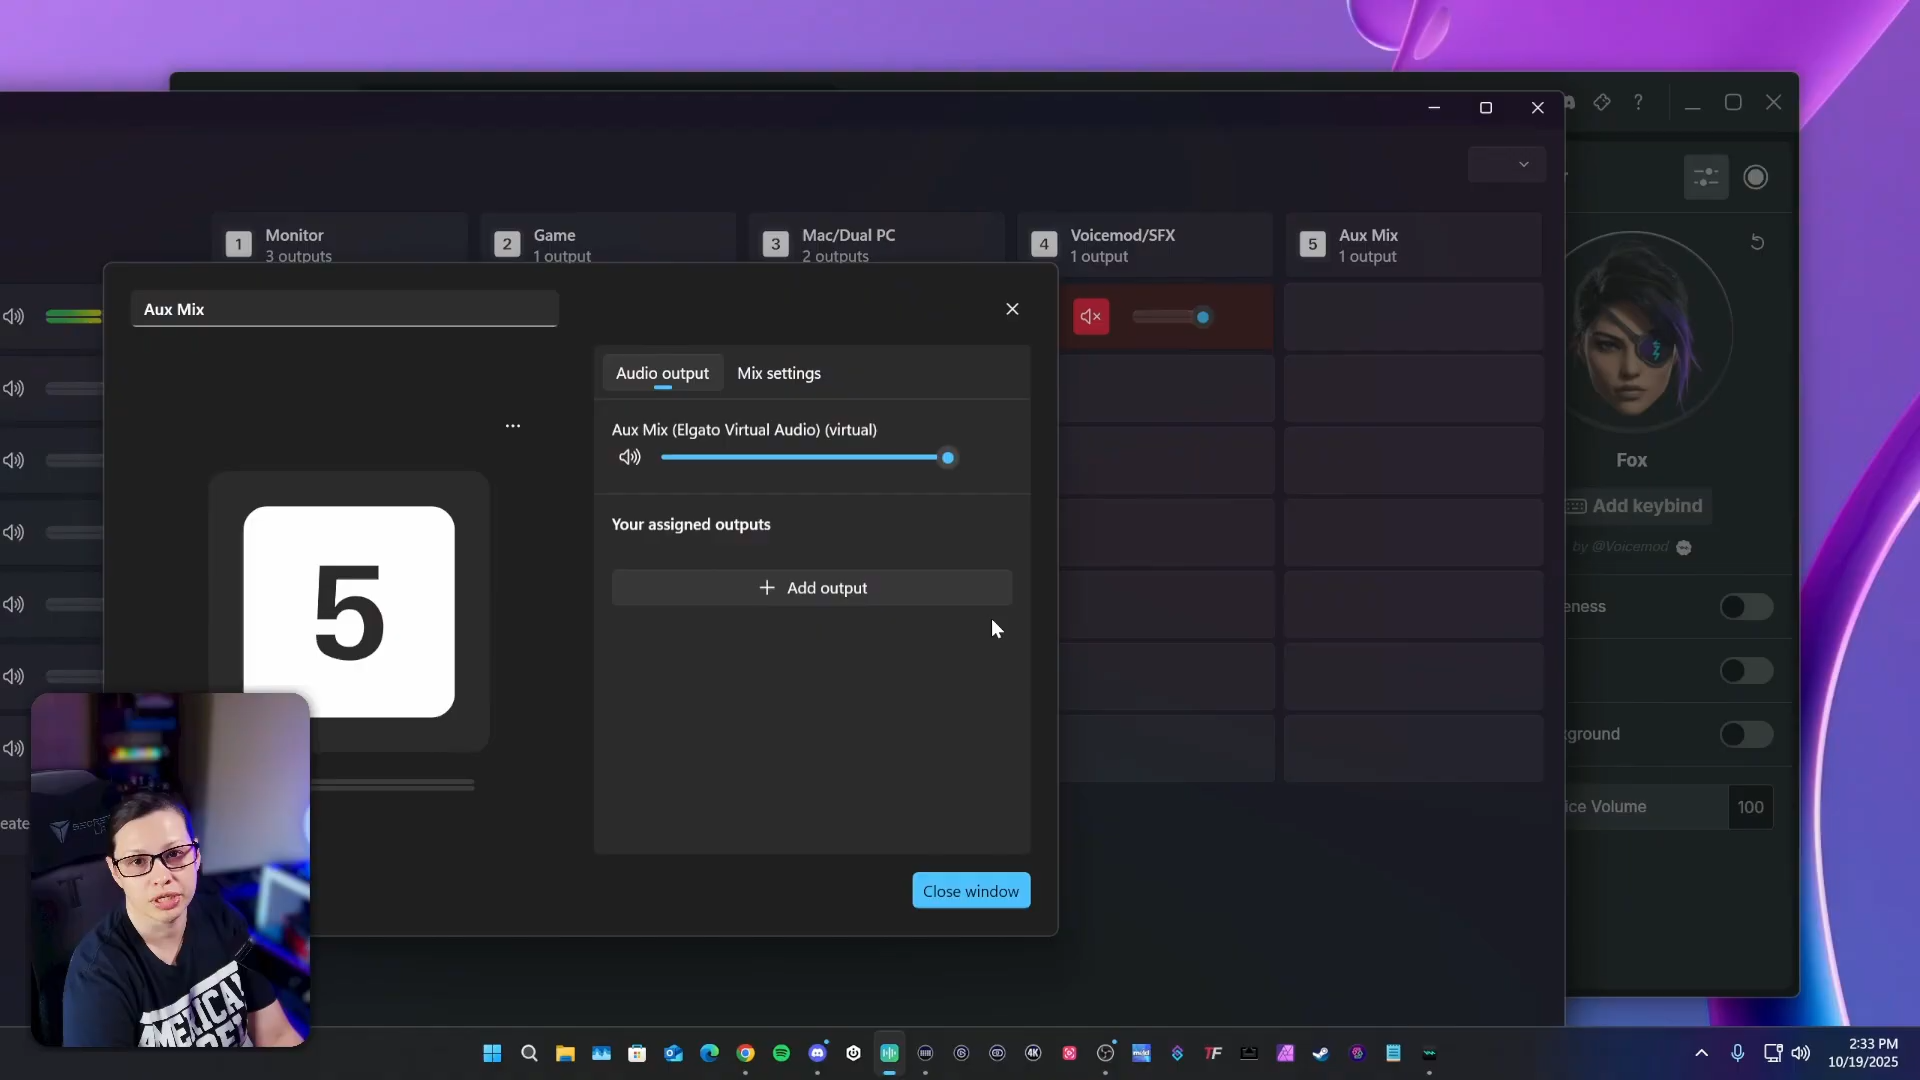 1
Monitor
3 outputs
2
Game
1 output
3
Mac/Dual PC
2 outputs
4
Voicemod/SFX
1 output
5
Aux Mix
1 output
Aux Mix
Audio output
Mix settings
Aux Mix (Elgato Virtual Audio) (virtual)
Your assigned outputs
+ Add output
5
Close window
Fox
Add keybind
by @Voicemod
eness
ground
ice Volume
100
eate
AMERICA
4K
TF
2:33 PM
10/19/2025